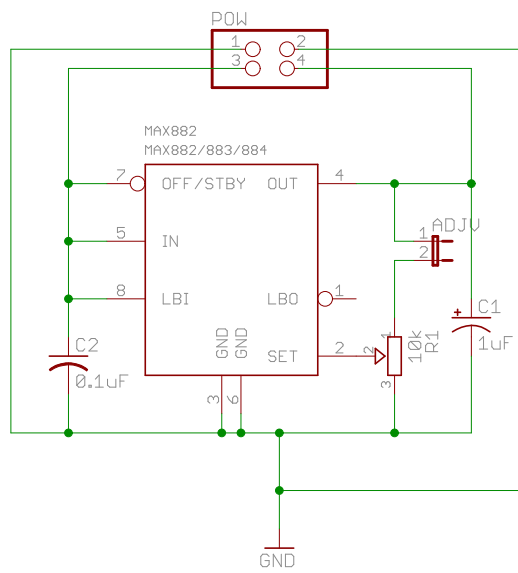 POW
1 2
3 4
MAX882
MAX882/883/884
7 OFF/STBY OUT 4
ADJV
1
2
5 IN
8 LBI LBO 1
C1
+
1uF
GND GND
SET 2
1
2
3
10k
R1
C2
0.1uF
3 6
GND